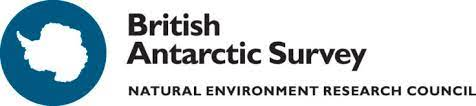 British
Antarctic Survey
NATURAL ENVIRONMENT RESEARCH COUNCIL